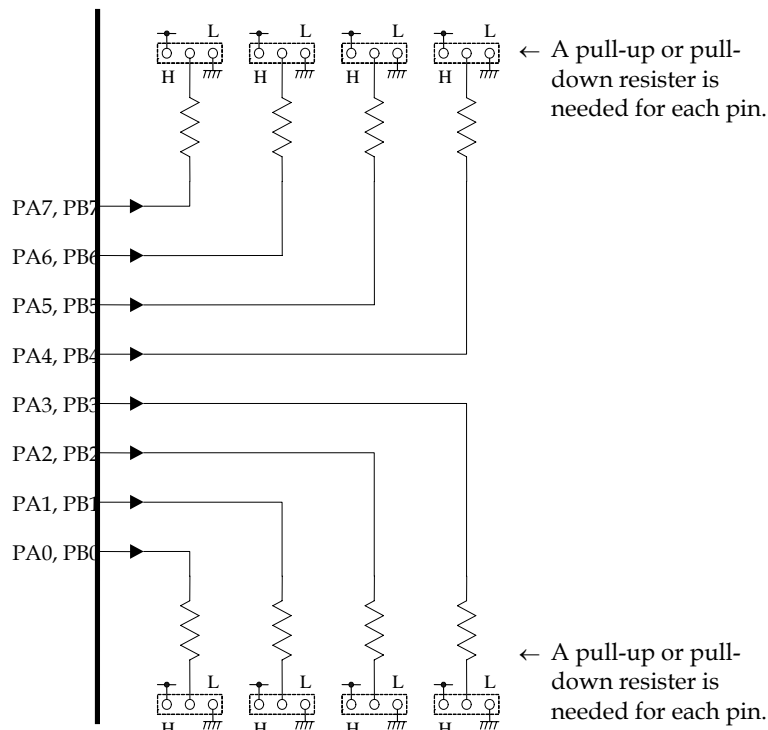 L L L L
← A pull-up or pull-
down resister is
needed for each pin.
H H H H
PA7, PB7
PA6, PB6
PA5, PB5
PA4, PB4
PA3, PB3
PA2, PB2
PA1, PB1
PA0, PB0
← A pull-up or pull-
down resister is
needed for each pin.
L L L L
H H H H